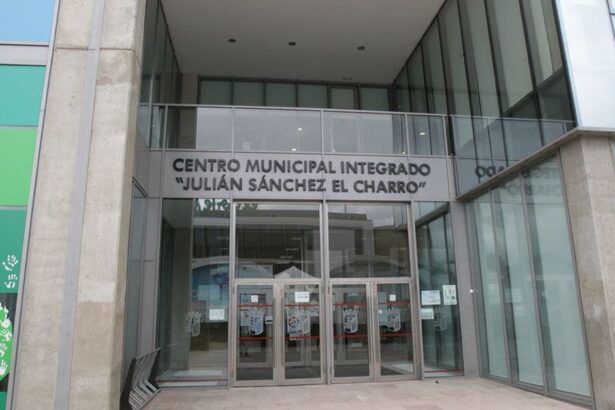 CENTRO MUNICIPAL INTEGRADO
“JULIÁN SÁNCHEZ EL CHARRO”